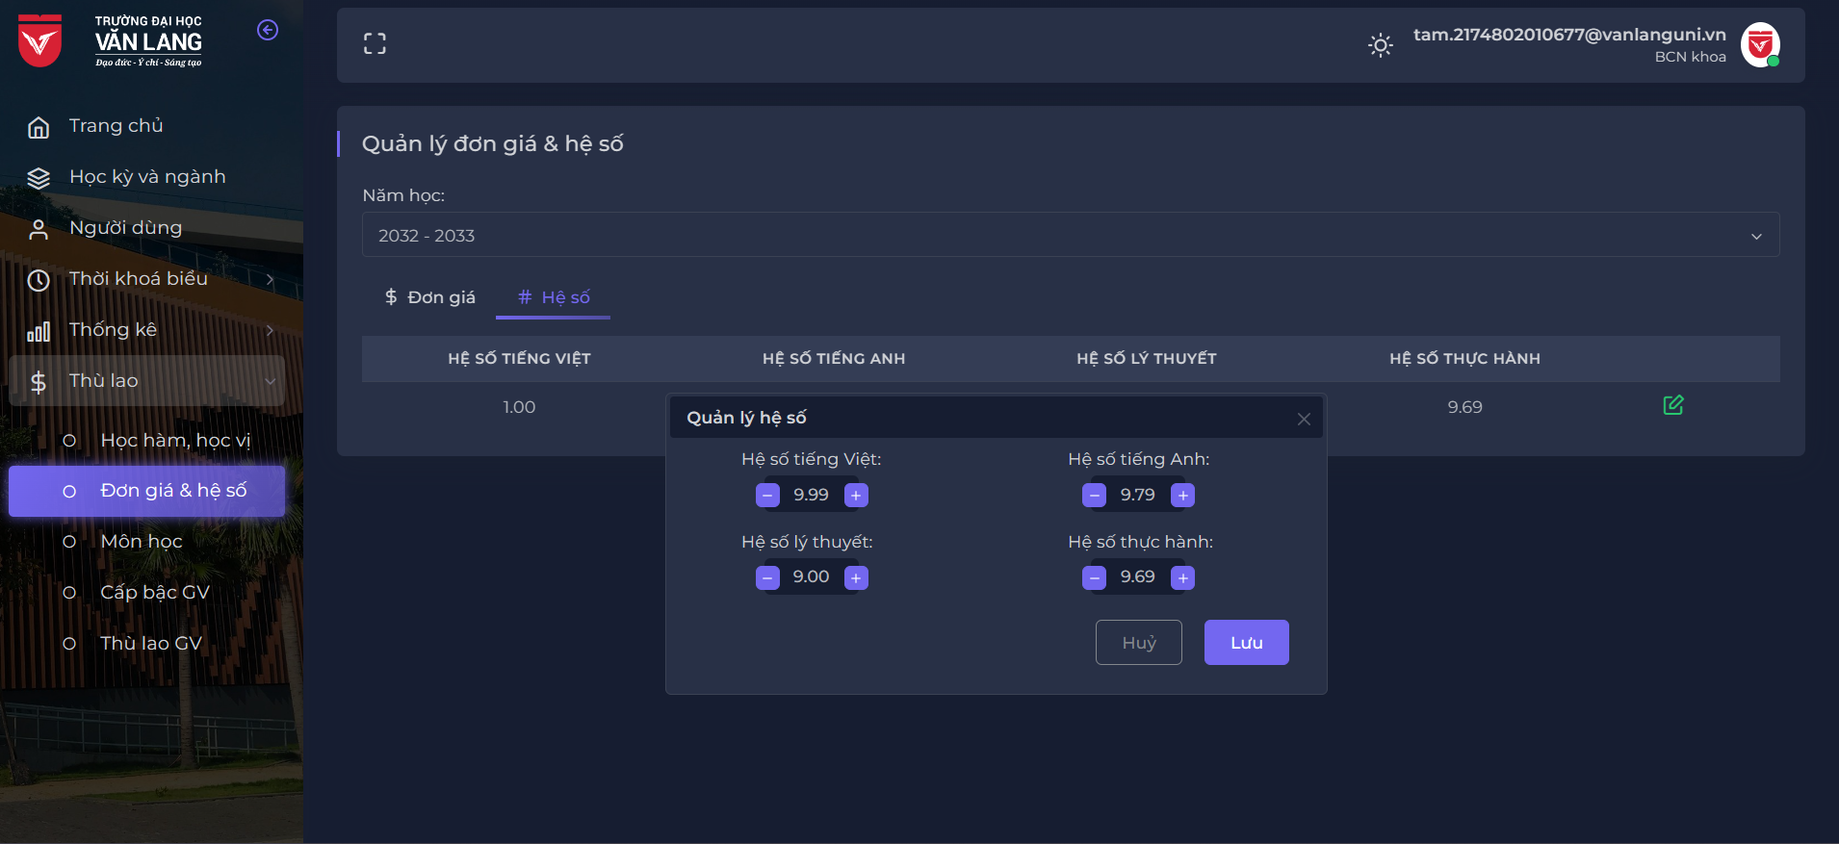 TRƯỜNG ĐẠI HỌC
VĂN LANG
Đạo đức - Ý chí - Sáng tạo
Trang chủ
Học kỳ và ngành
Người dùng
Thời khoá biểu
Thống kê
Thù lao
Học hàm, học vị
Đơn giá & hệ số
Môn học
Cấp bậc GV
Thù lao GV
tam.2174802010677@vanlanguni.vn
BCN khoa
Quản lý đơn giá & hệ số
Năm học:
2032 - 2033
$ Đơn giá # Hệ số
HỆ SỐ TIẾNG VIỆT HỆ SỐ TIẾNG ANH HỆ SỐ LÝ THUYẾT HỆ SỐ THỰC HÀNH
1.00 9.69
Quản lý hệ số
Hệ số tiếng Việt: Hệ số tiếng Anh:
− 9.99 + − 9.79 +
Hệ số lý thuyết: Hệ số thực hành:
− 9.00 + − 9.69 +
Huỷ Lưu